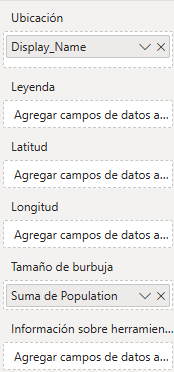 Ubicación
Display_Name
Leyenda
Agregar campos de datos a...
Latitud
Agregar campos de datos a...
Longitud
Agregar campos de datos a...
Tamaño de burbuja
Suma de Population
Información sobre herramien...
Agregar campos de datos a...